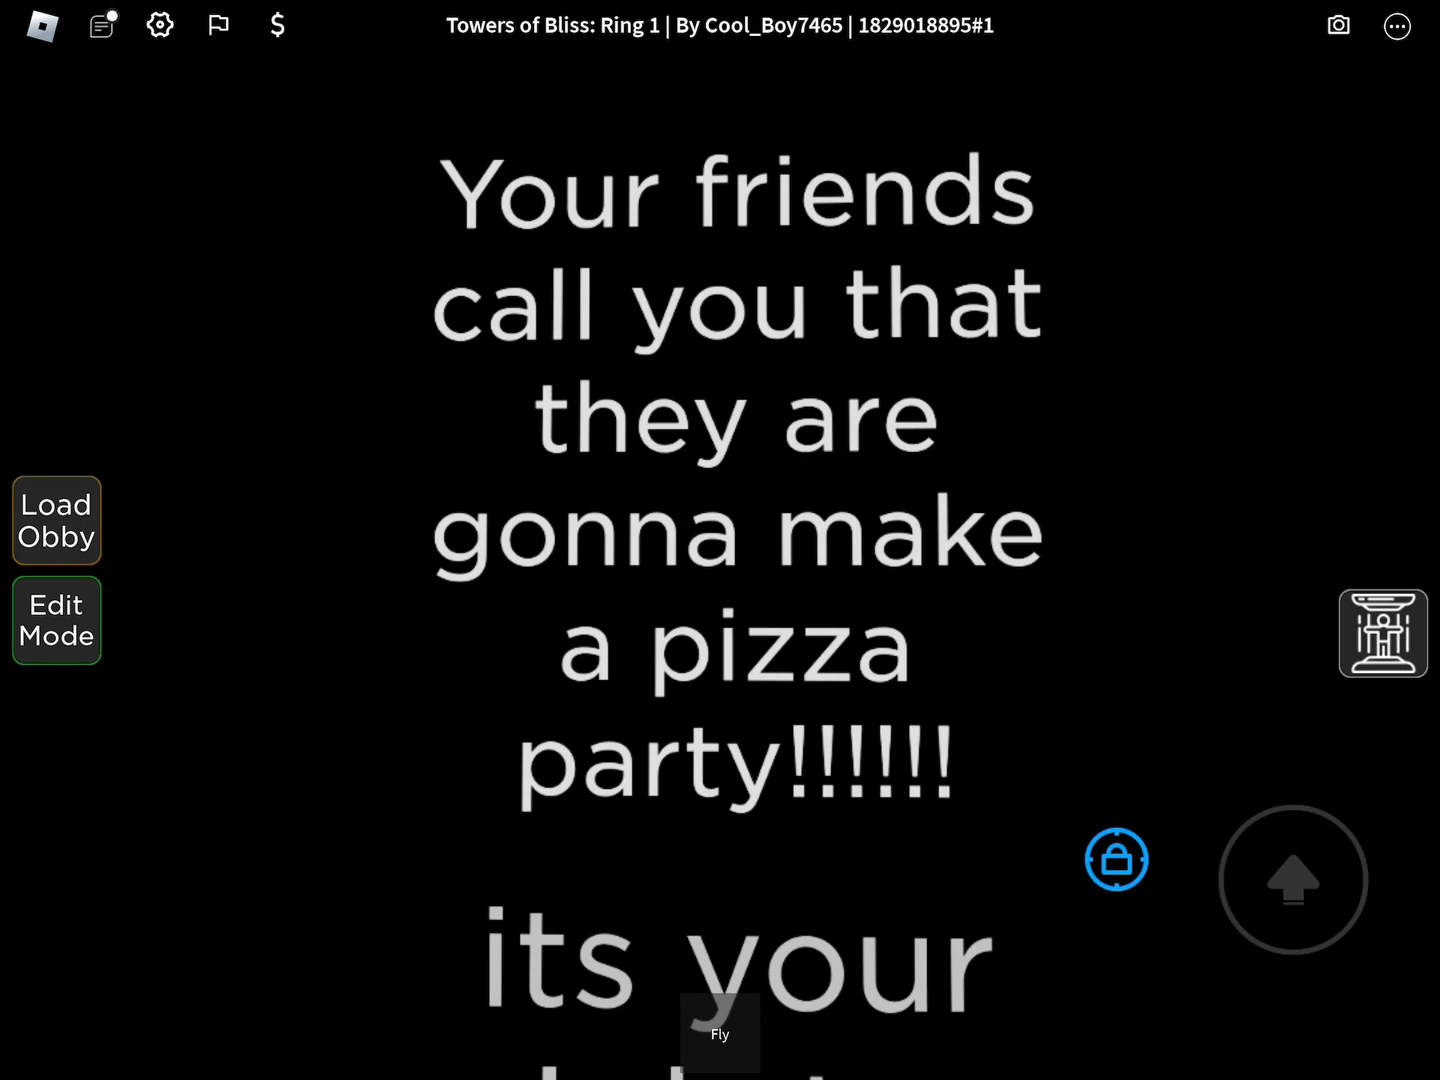 Towers of Bliss: Ring 1 | By Cool_Boy7465 | 1829018895#1
Your friends
call you that
they are
gonna make
a pizza
party!!!!!!
Load
Obby
Edit
Mode
its your
Fly